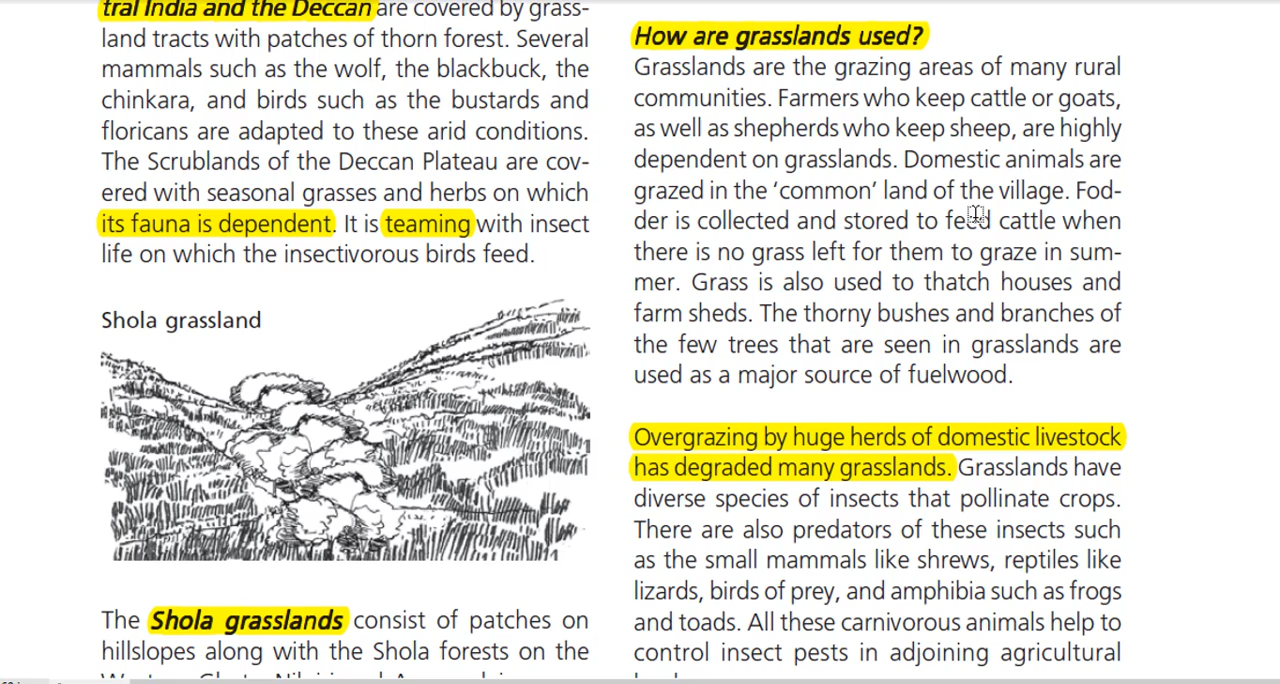 tral India and the Deccan are covered by grass-
land tracts with patches of thorn forest. Several
mammals such as the wolf, the blackbuck, the
chinkara, and birds such as the bustards and
floricans are adapted to these arid conditions.
The Scrublands of the Deccan Plateau are cov-
ered with seasonal grasses and herbs on which
its fauna is dependent. It is teaming with insect
life on which the insectivorous birds feed.
Shola grassland
The Shola grasslands consist of patches on
hillslopes along with the Shola forests on the
How are grasslands used?
Grasslands are the grazing areas of many rural
communities. Farmers who keep cattle or goats,
as well as shepherds who keep sheep, are highly
dependent on grasslands. Domestic animals are
grazed in the ‘common’ land of the village. Fod-
der is collected and stored to feed cattle when
there is no grass left for them to graze in sum-
mer. Grass is also used to thatch houses and
farm sheds. The thorny bushes and branches of
the few trees that are seen in grasslands are
used as a major source of fuelwood.
Overgrazing by huge herds of domestic livestock
has degraded many grasslands. Grasslands have
diverse species of insects that pollinate crops.
There are also predators of these insects such
as the small mammals like shrews, reptiles like
lizards, birds of prey, and amphibia such as frogs
and toads. All these carnivorous animals help to
control insect pests in adjoining agricultural